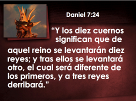 Daniel 7:24
“Y los diez cuernos
significan que de
aquel reino se levantarán diez
reyes; y tras ellos se levantará
otro, el cual será diferente de
los primeros, y a tres reyes
derribará.”